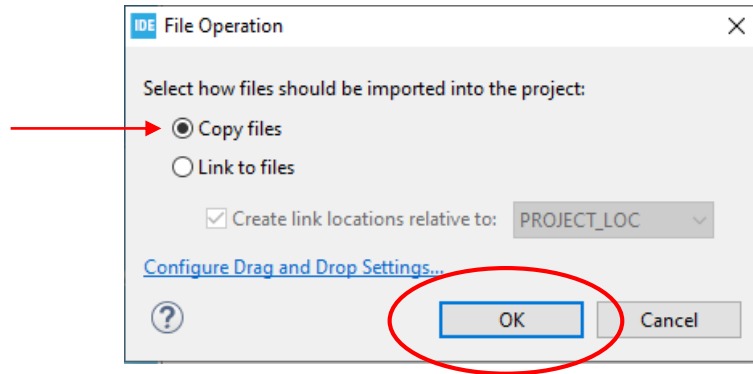 IDE File Operation
Select how files should be imported into the project:
Copy files
Link to files
Create link locations relative to: PROJECT_LOC
Configure Drag and Drop Settings...
? OK Cancel